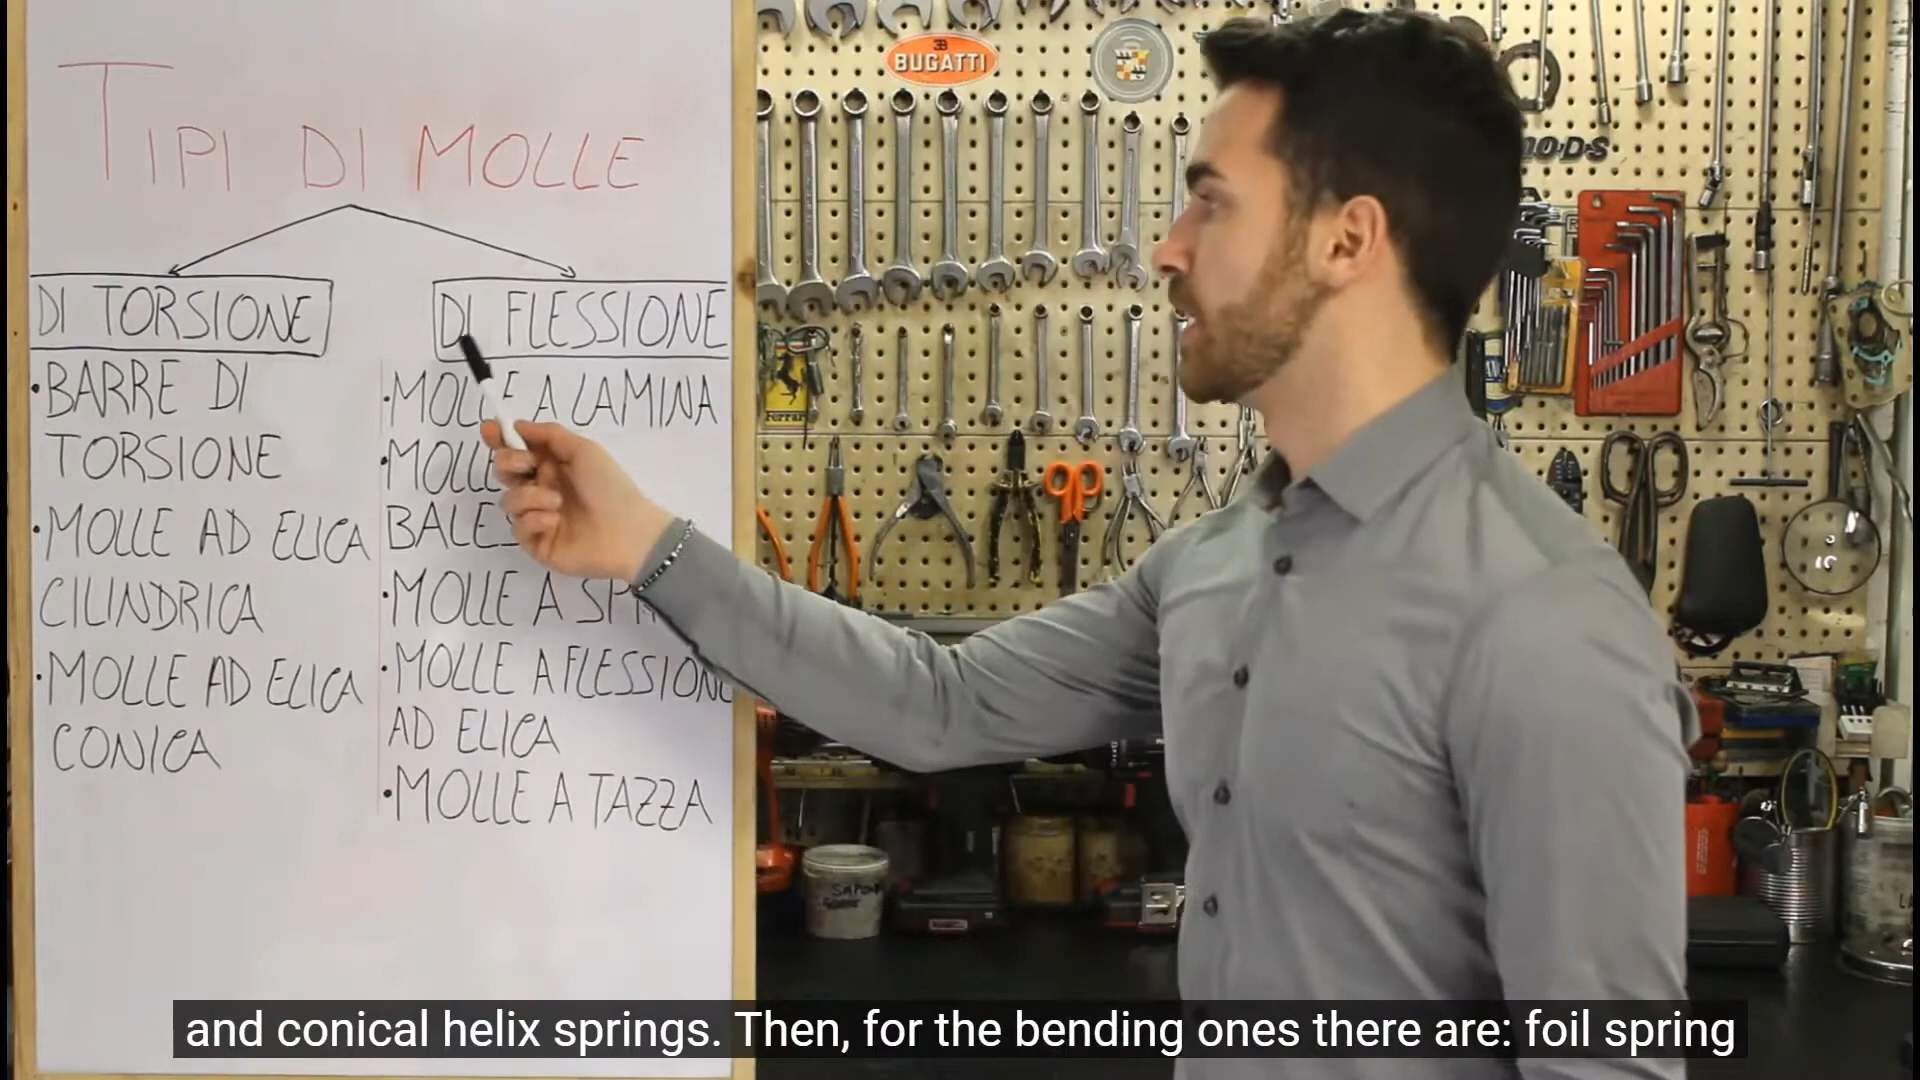 TIPI DI MOLLE
DI TORSIONE
• BARRE DI
TORSIONE
• MOLLE AD ELICA
CILINDRICA
• MOLLE AD ELICA
CONICA
DI FLESSIONE
• MOLLE A LAMINA
• MOLLE
• MOLLE A
• MOLLE A FLESSIONE
AD ELICA
• MOLLE A TAZZA
BUGATTI
Ferrari
and conical helix springs. Then, for the bending ones there are: foil spring